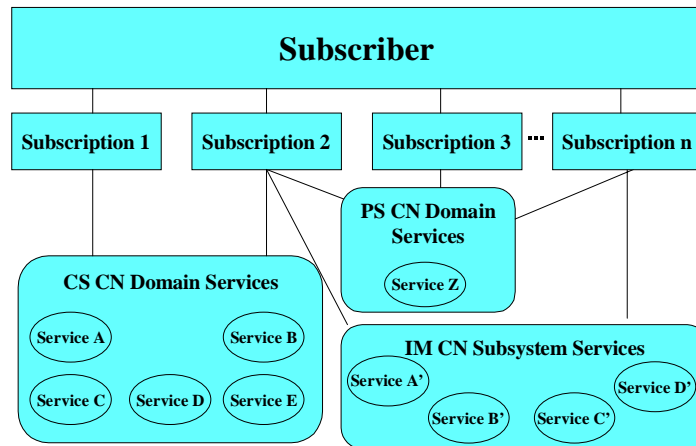 Subscriber
Subscription 1
Subscription 2
Subscription 3
...
Subscription n
PS CN Domain
Services
Service Z
CS CN Domain Services
Service A
Service B
Service C
Service D
Service E
IM CN Subsystem Services
Service A’
Service B’
Service C’
Service D’